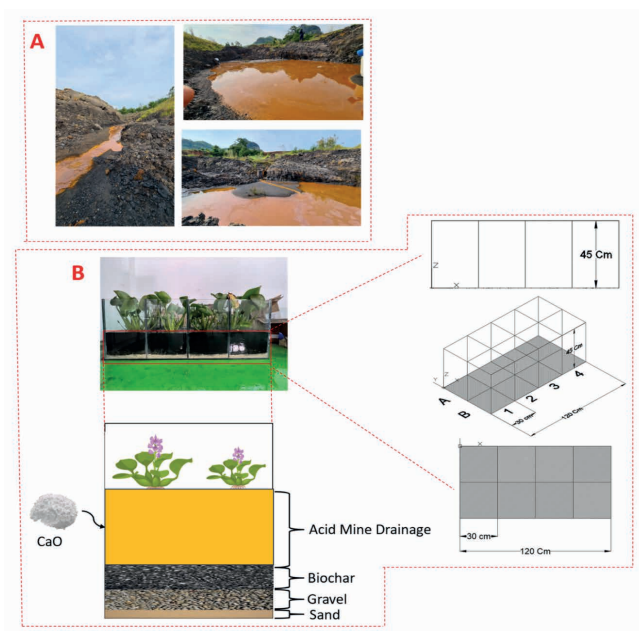 A
B
45 Cm
Z
X
45 Cm
Z
Y
A
B
1
2
3
4
30 cm
120 Cm
X
30 cm
120 Cm
CaO
Acid Mine Drainage
Biochar
Gravel
Sand